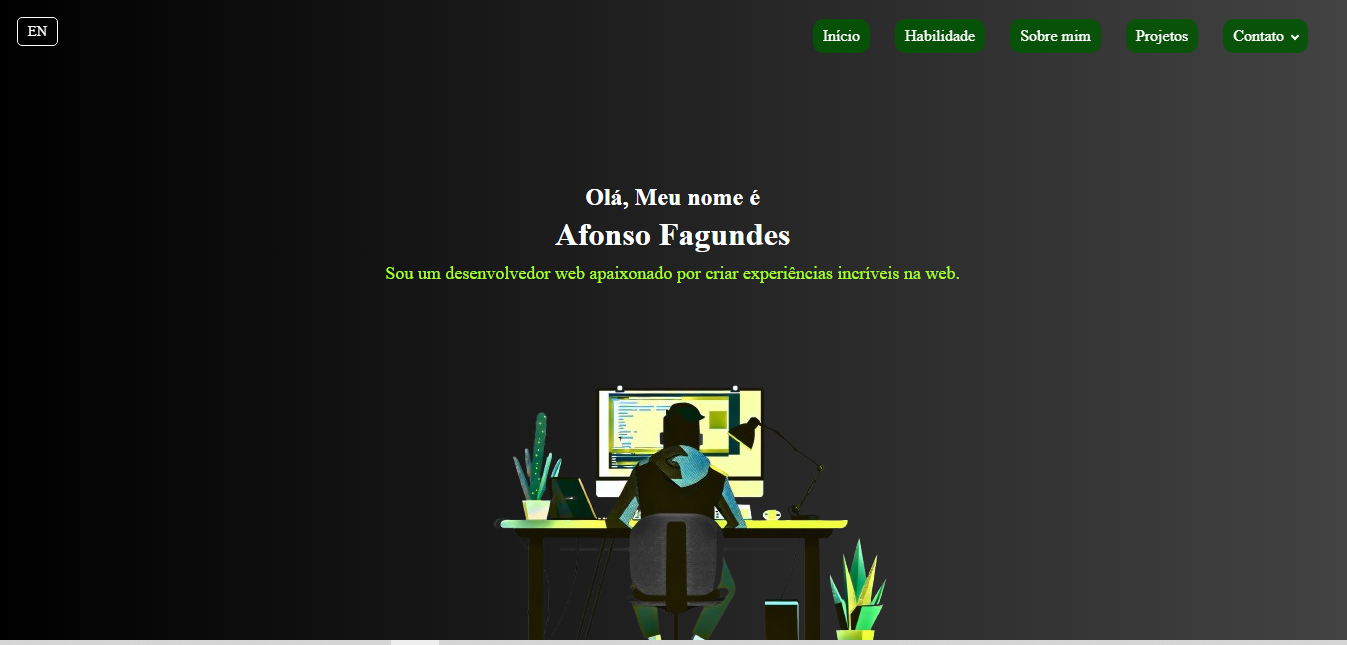 EN
Início
Habilidade
Sobre mim
Projetos
Contato
Olá, Meu nome é
Afonso Fagundes
Sou um desenvolvedor web apaixonado por criar experiências incríveis na web.